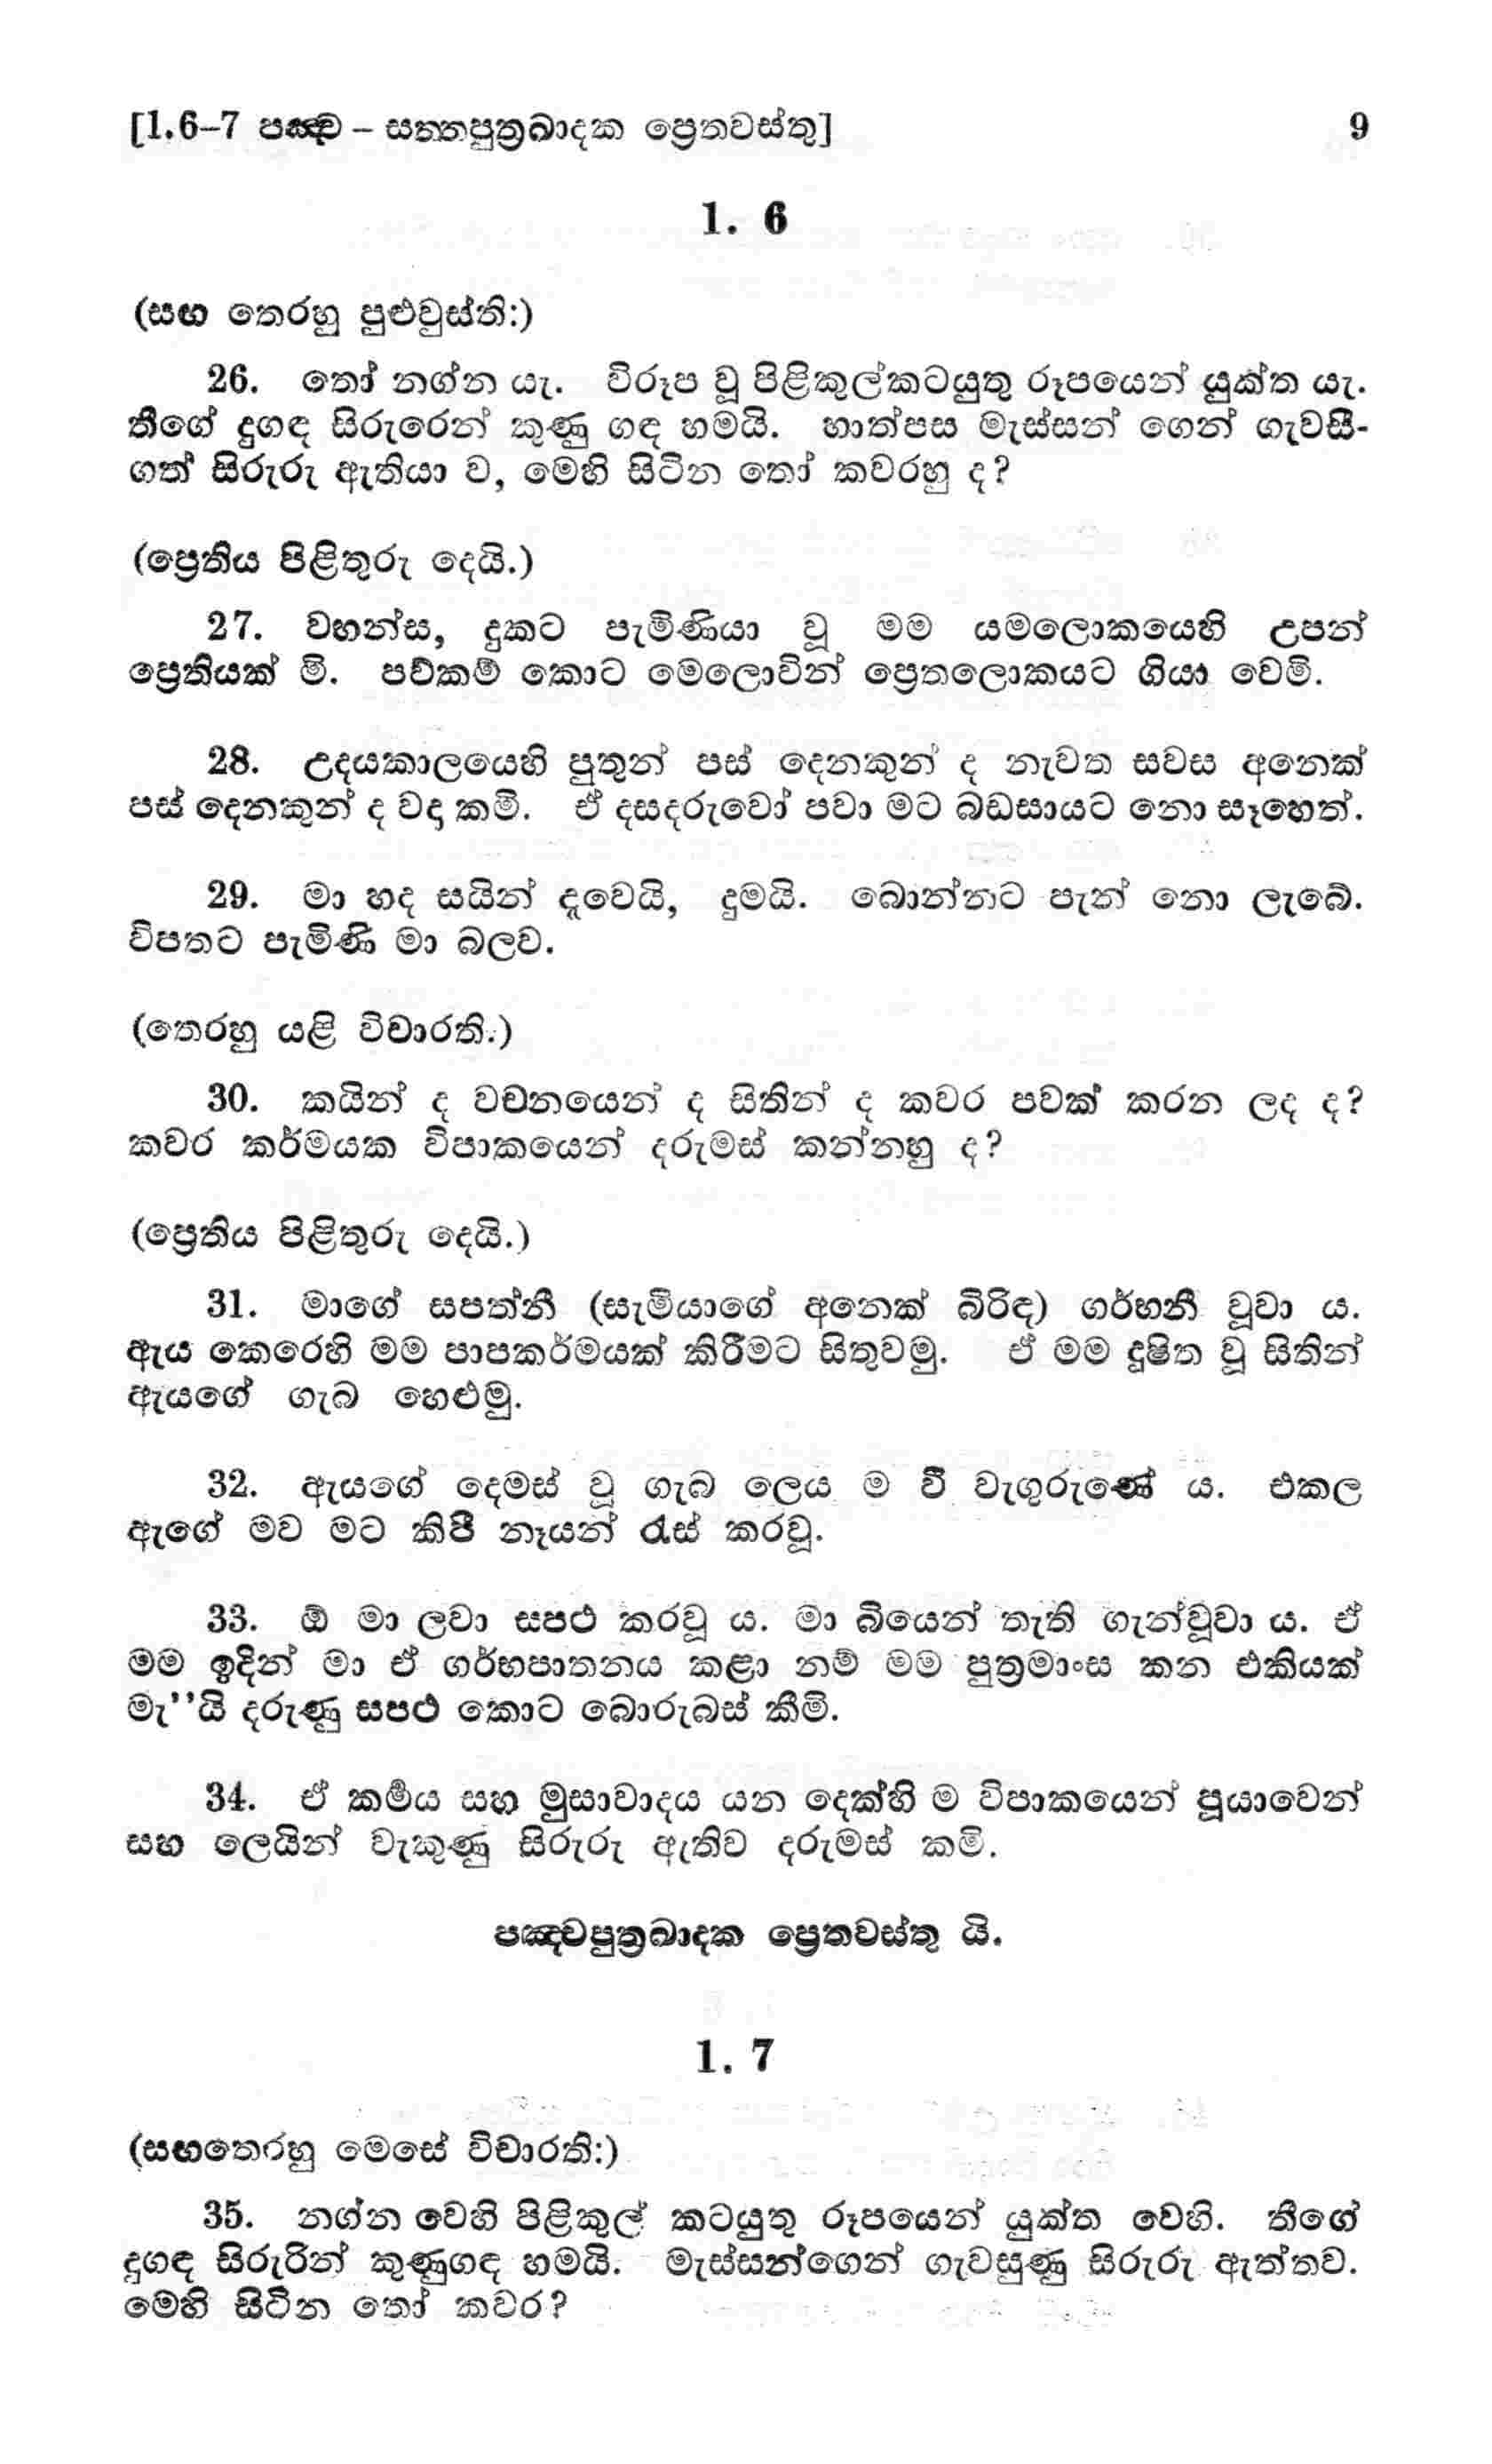 [1.6–7 පඤ්ච – සත්තපුත්‍රඛාදක ප්‍රෙතවස්තු] 9
1. 6
(සඟ තෙරහු පුළුවුස්ති:)
26. තෝ නග්න යැ. විරූප වූ පිළිකුල්කටයුතු රූපයෙන් යුක්ත යැ.
තීගේ දුගඳ සිරුරෙන් කුණු ගඳ හමයි. හාත්පස මැස්සන් ගෙන් ගැවසී-
ගත් සිරුරු ඇතියා ව, මෙහි සිටින තෝ කවරහු ද?
(ප්‍රෙතිය පිළිතුරු දෙයි.)
27. වහන්ස, දුකට පැමිණියා වූ මම යමලොකයෙහි උපන්
ප්‍රෙතියක් මි. පව්කම් කොට මෙලොවින් ප්‍රෙතලොකයට ගියා වෙමි.
28. උදයකාලයෙහි පුතුන් පස් දෙනකුන් ද නැවත සවස අනෙක්
පස් දෙනකුන් ද වදා කමි. ඒ දසදරුවෝ පවා මට බඩසායට නො සෑහෙත්.
29. මා හද සයින් දැවෙයි, දුමයි. බොන්නට පැන් නො ලැබේ.
විපතට පැමිණි මා බලව.
(තෙරහු යළි විචාරති.)
30. කයින් ද වචනයෙන් ද සිතින් ද කවර පවක් කරන ලද ද?
කවර කර්මයක විපාකයෙන් දරුමස් කන්නහු ද?
(ප්‍රෙතිය පිළිතුරු දෙයි.)
31. මාගේ සපත්නී (සැමියාගේ අනෙක් බිරිඳ) ගර්භනී වූවා ය.
ඇය කෙරෙහි මම පාපකර්මයක් කිරීමට සිතුවමු. ඒ මම දූෂිත වූ සිතින්
ඇයගේ ගැබ හෙළුමු.
32. ඇයගේ දෙමස් වූ ගැබ ලෙය ම වී වැගුරුණේ ය. එකල
ඇගේ මව මට කිපී නෑයන් රැස් කරවූ.
33. ඕ මා ලවා සපථ කරවූ ය. මා බියෙන් තැති ගැන්වූවා ය. ඒ
මම ඉදින් මා ඒ ගර්භපාතනය කළා නම් මම පුත්‍රමාංස කන එකියක්
මැ’’යි දරුණු සපථ කොට බොරුබස් කීමි.
34. ඒ කර්‍මය සහ මුසාවාදය යන දෙක්හි ම විපාකයෙන් පූයාවෙන්
සහ ලෙයින් වැකුණු සිරුරු ඇතිව දරුමස් කමි.
පඤ්චපුත්‍රඛාදක ප්‍රෙතවස්තු යි.
1. 7
(සඟතෙරහු මෙසේ විචාරති:)
35. නග්න වෙහි පිළිකුල් කටයුතු රූපයෙන් යුක්ත වෙහි. තීගේ
දුගඳ සිරුරින් කුණුගඳ හමයි. මැස්සන්ගෙන් ගැවසුණු සිරුරු ඇත්තව.
මෙහි සිටින තෝ කවර?